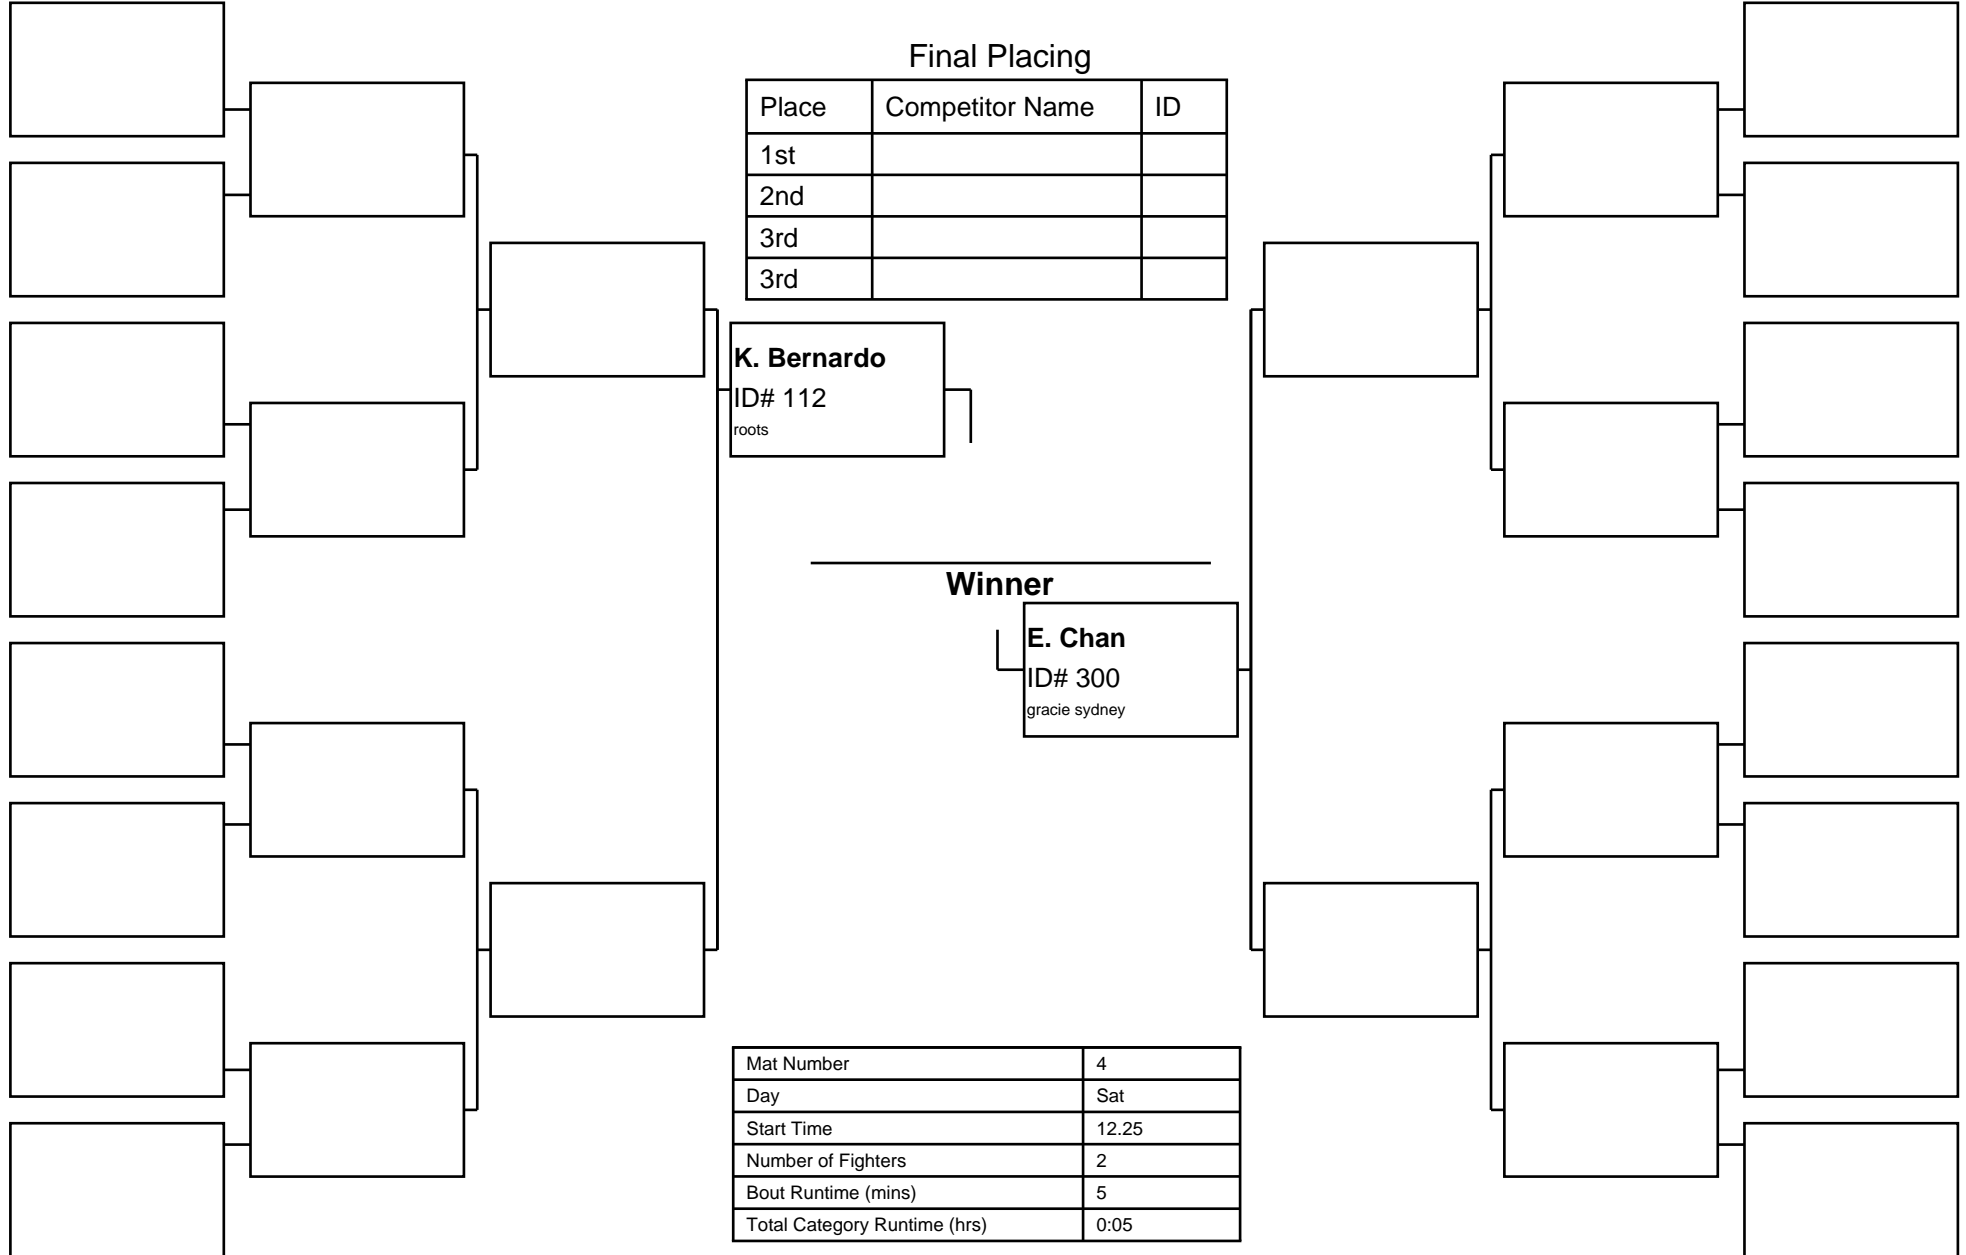 Final Placing
Place Competitor Name ID
1st
2nd
3rd
3rd
K. Bernardo
ID# 112
roots
Winner
E. Chan
ID# 300
gracie sydney
Mat Number 4
Day Sat
Start Time 12.25
Number of Fighters 2
Bout Runtime (mins) 5
Total Category Runtime (hrs) 0:05